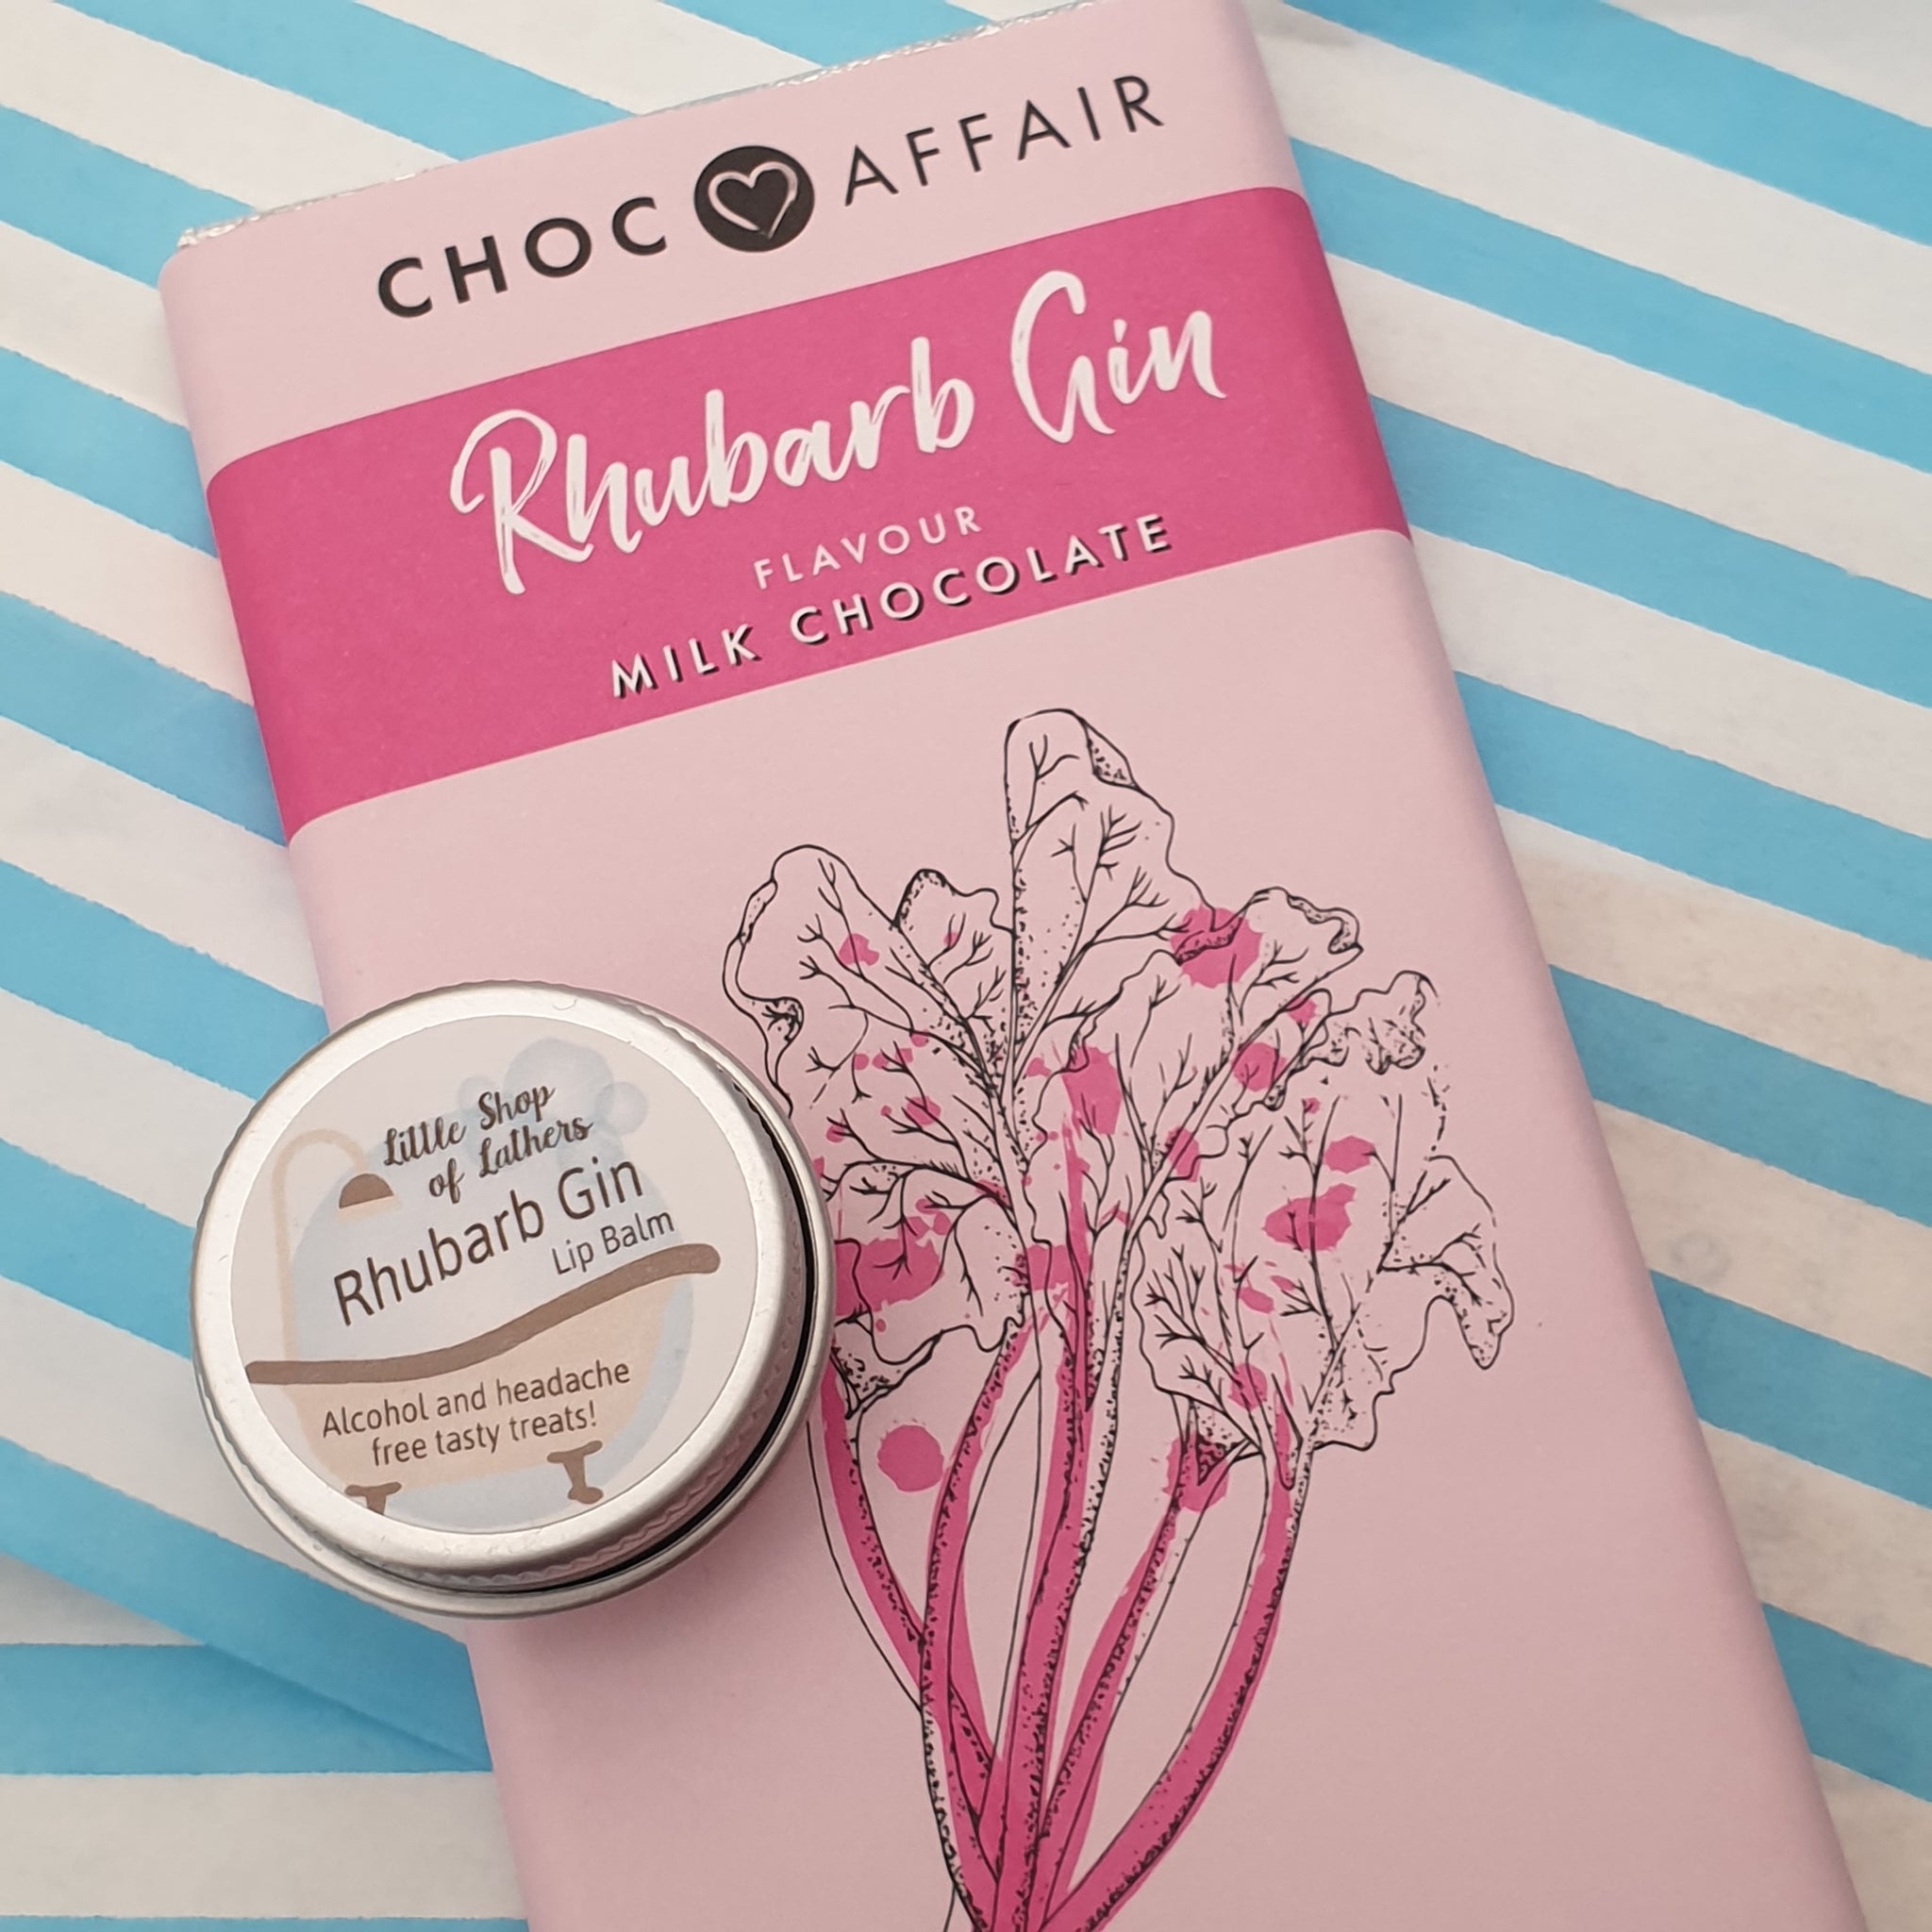 CHOC AFFAIR
Rhubarb Gin
FLAVOUR
MILK CHOCOLATE
Little Shop
of Lathers
Rhubarb Gin
Lip Balm
Alcohol and headache
free tasty treats!